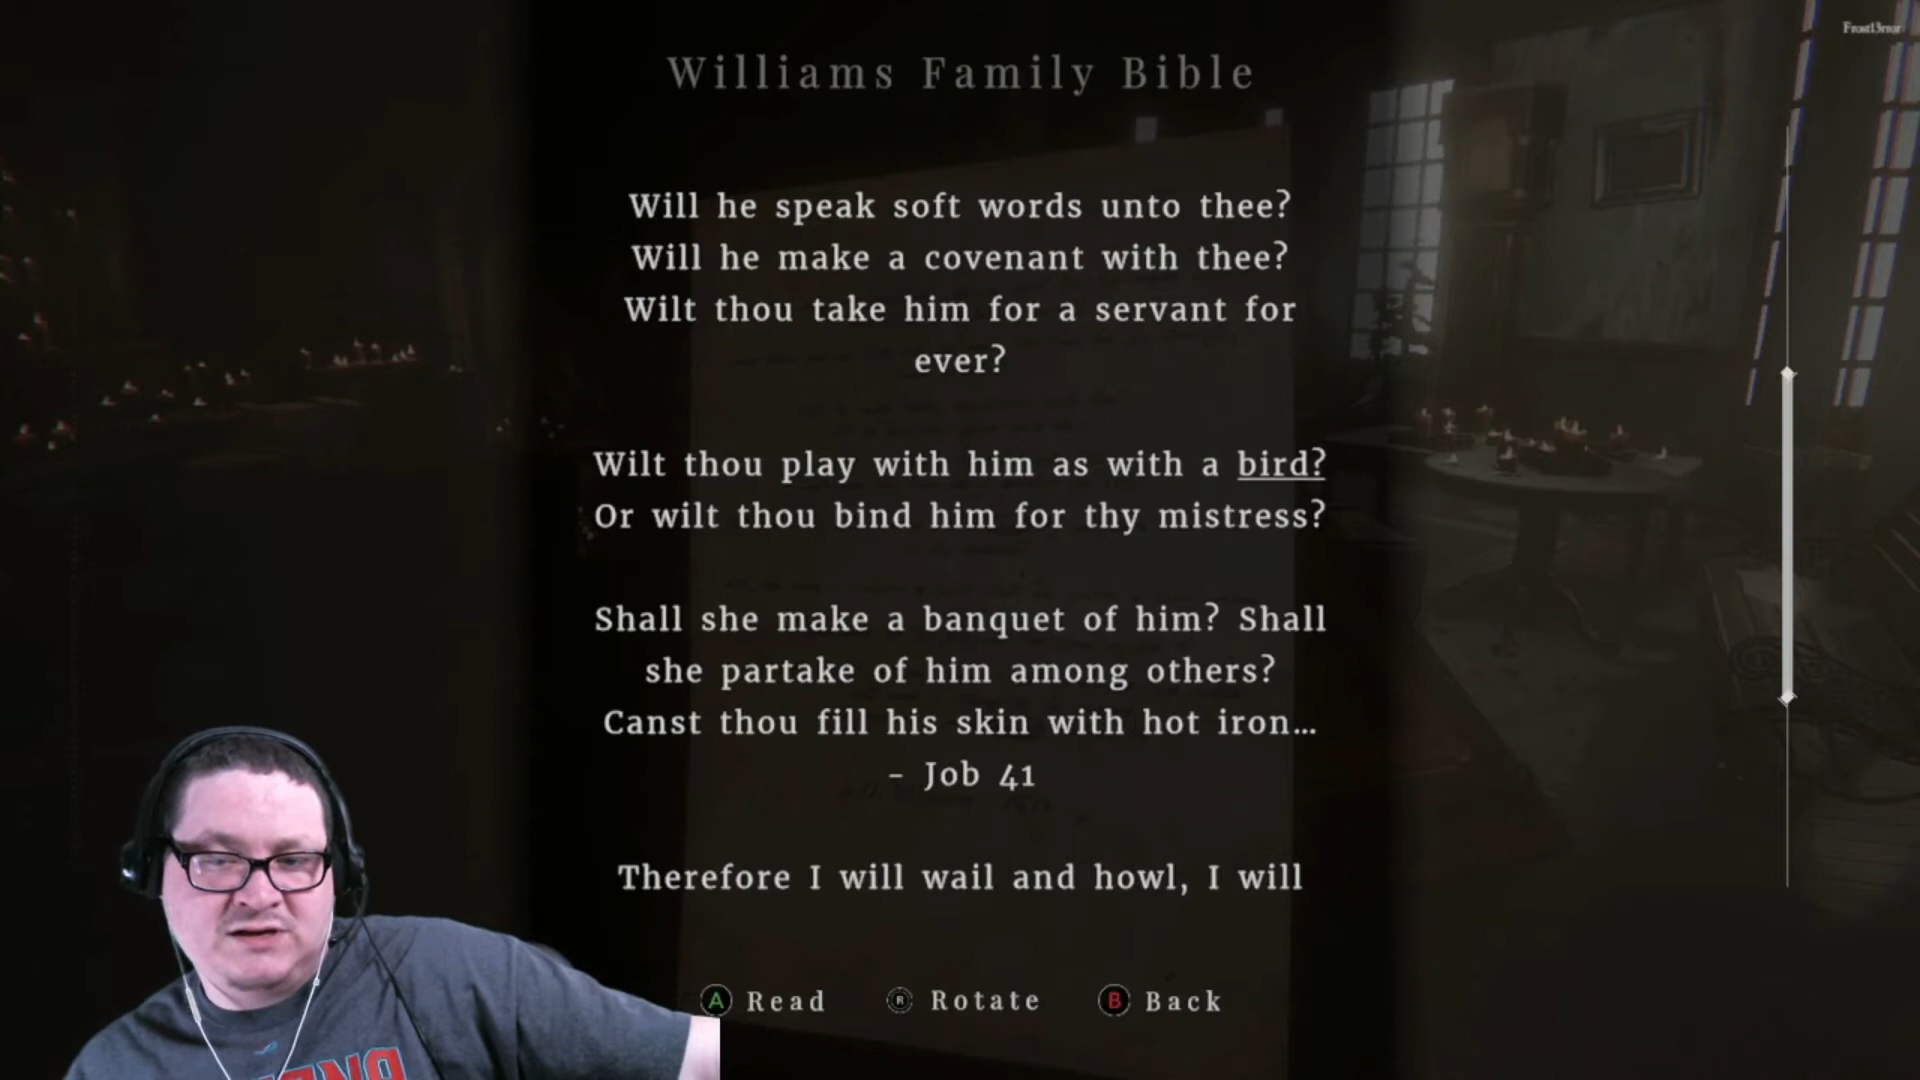 Frost13rror
Williams Family Bible
Will he speak soft words unto thee?
Will he make a covenant with thee?
Wilt thou take him for a servant for
ever?
Wilt thou play with him as with a bird?
Or wilt thou bind him for thy mistress?
Shall she make a banquet of him? Shall
she partake of him among others?
Canst thou fill his skin with hot iron…
- Job 41
Therefore I will wail and howl, I will
A Read R Rotate B Back